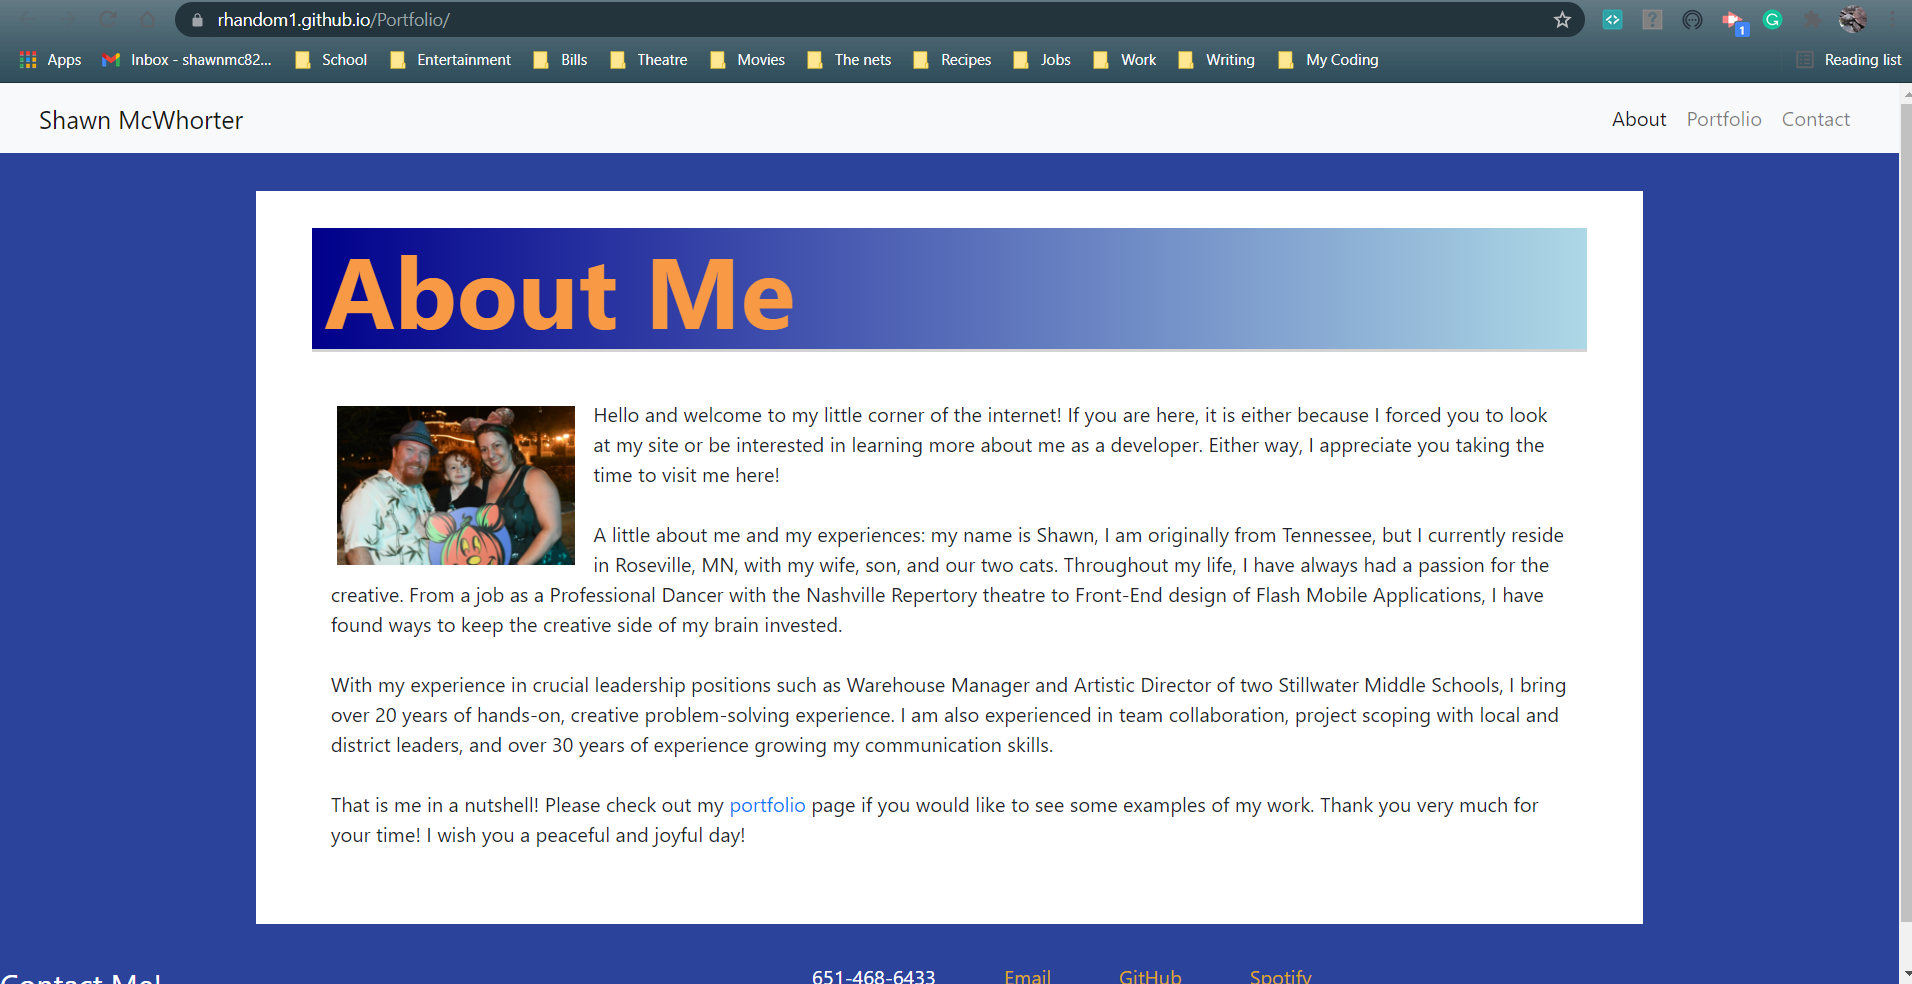 rhandom1.github.io/Portfolio/
1
Apps Inbox - shawnmc82... School Entertainment Bills Theatre Movies The nets Recipes Jobs Work Writing My Coding Reading list
Shawn McWhorter About Portfolio Contact
About Me
Hello and welcome to my little corner of the internet! If you are here, it is either because I forced you to look
at my site or be interested in learning more about me as a developer. Either way, I appreciate you taking the
time to visit me here!
A little about me and my experiences: my name is Shawn, I am originally from Tennessee, but I currently reside
in Roseville, MN, with my wife, son, and our two cats. Throughout my life, I have always had a passion for the
creative. From a job as a Professional Dancer with the Nashville Repertory theatre to Front-End design of Flash Mobile Applications, I have
found ways to keep the creative side of my brain invested.
With my experience in crucial leadership positions such as Warehouse Manager and Artistic Director of two Stillwater Middle Schools, I bring
over 20 years of hands-on, creative problem-solving experience. I am also experienced in team collaboration, project scoping with local and
district leaders, and over 30 years of experience growing my communication skills.
That is me in a nutshell! Please check out my portfolio page if you would like to see some examples of my work. Thank you very much for
your time! I wish you a peaceful and joyful day!
Contact Me! 651-468-6433 Email GitHub Spotify